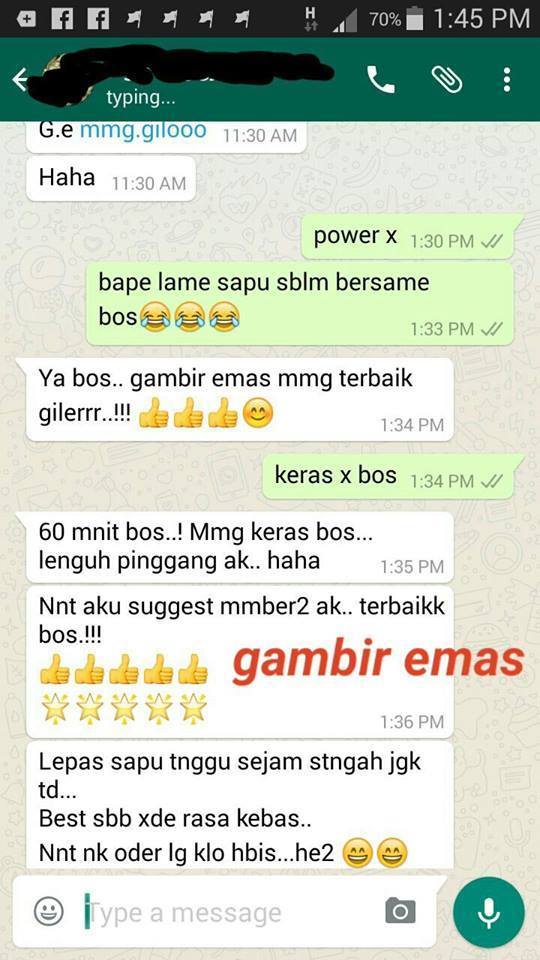 H 70% 1:45 PM
typing...
G.e mmg.gilooo 11:30 AM
Haha 11:30 AM
power x 1:30 PM
bape lame sapu sblm bersame
bos😂😂😂 1:33 PM
Ya bos.. gambir emas mmg terbaik
gilerrr..!!! 👍👍👍😊 1:34 PM
keras x bos 1:34 PM
60 mnit bos..! Mmg keras bos...
lenguh pinggang ak.. haha 1:35 PM
Nnt aku suggest mmber2 ak.. terbaikk
bos.!!!
👍👍👍👍👍
gambir emas
🌟🌟🌟🌟🌟 1:36 PM
Lepas sapu tnggu sejam stngah jgk
td...
Best sbb xde rasa kebas..
Nnt nk oder lg klo hbis...he2 😄😄
Type a message